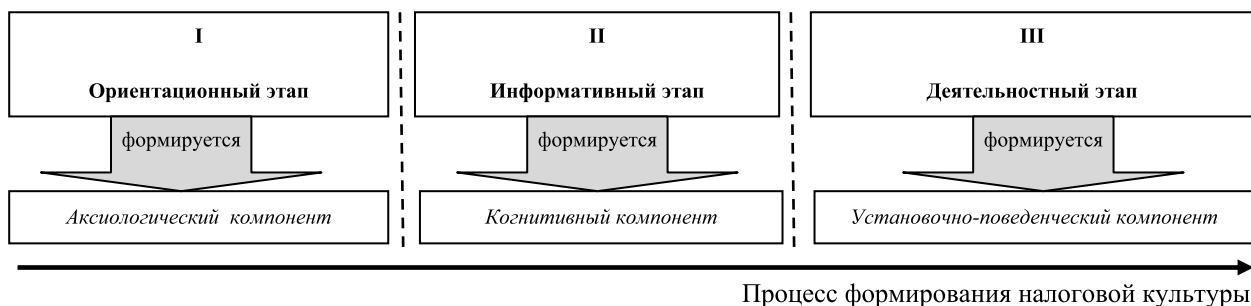 I
II
III
Ориентационный этап
Информативный этап
Деятельностный этап
формируется
формируется
формируется
Аксиологический компонент
Когнитивный компонент
Установочно-поведенческий компонент
Процесс формирования налоговой культуры